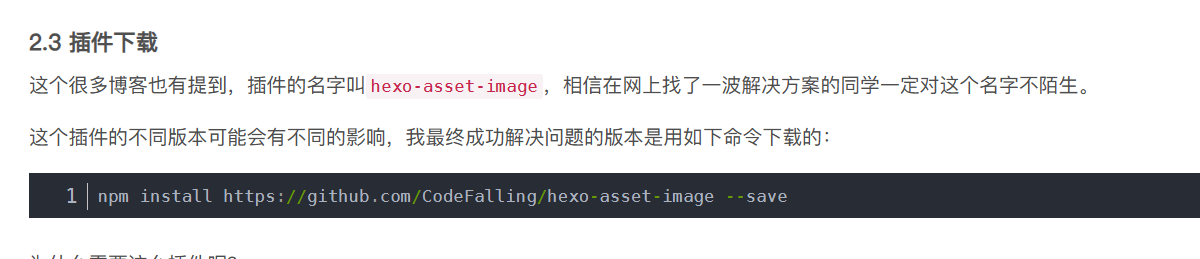 2.3 插件下载
这个很多博客也有提到，插件的名字叫 hexo-asset-image ，相信在网上找了一波解决方案的同学一定对这个名字不陌生。
这个插件的不同版本可能会有不同的影响，我最终成功解决问题的版本是用如下命令下载的：
1 npm install https://github.com/CodeFalling/hexo-asset-image --save